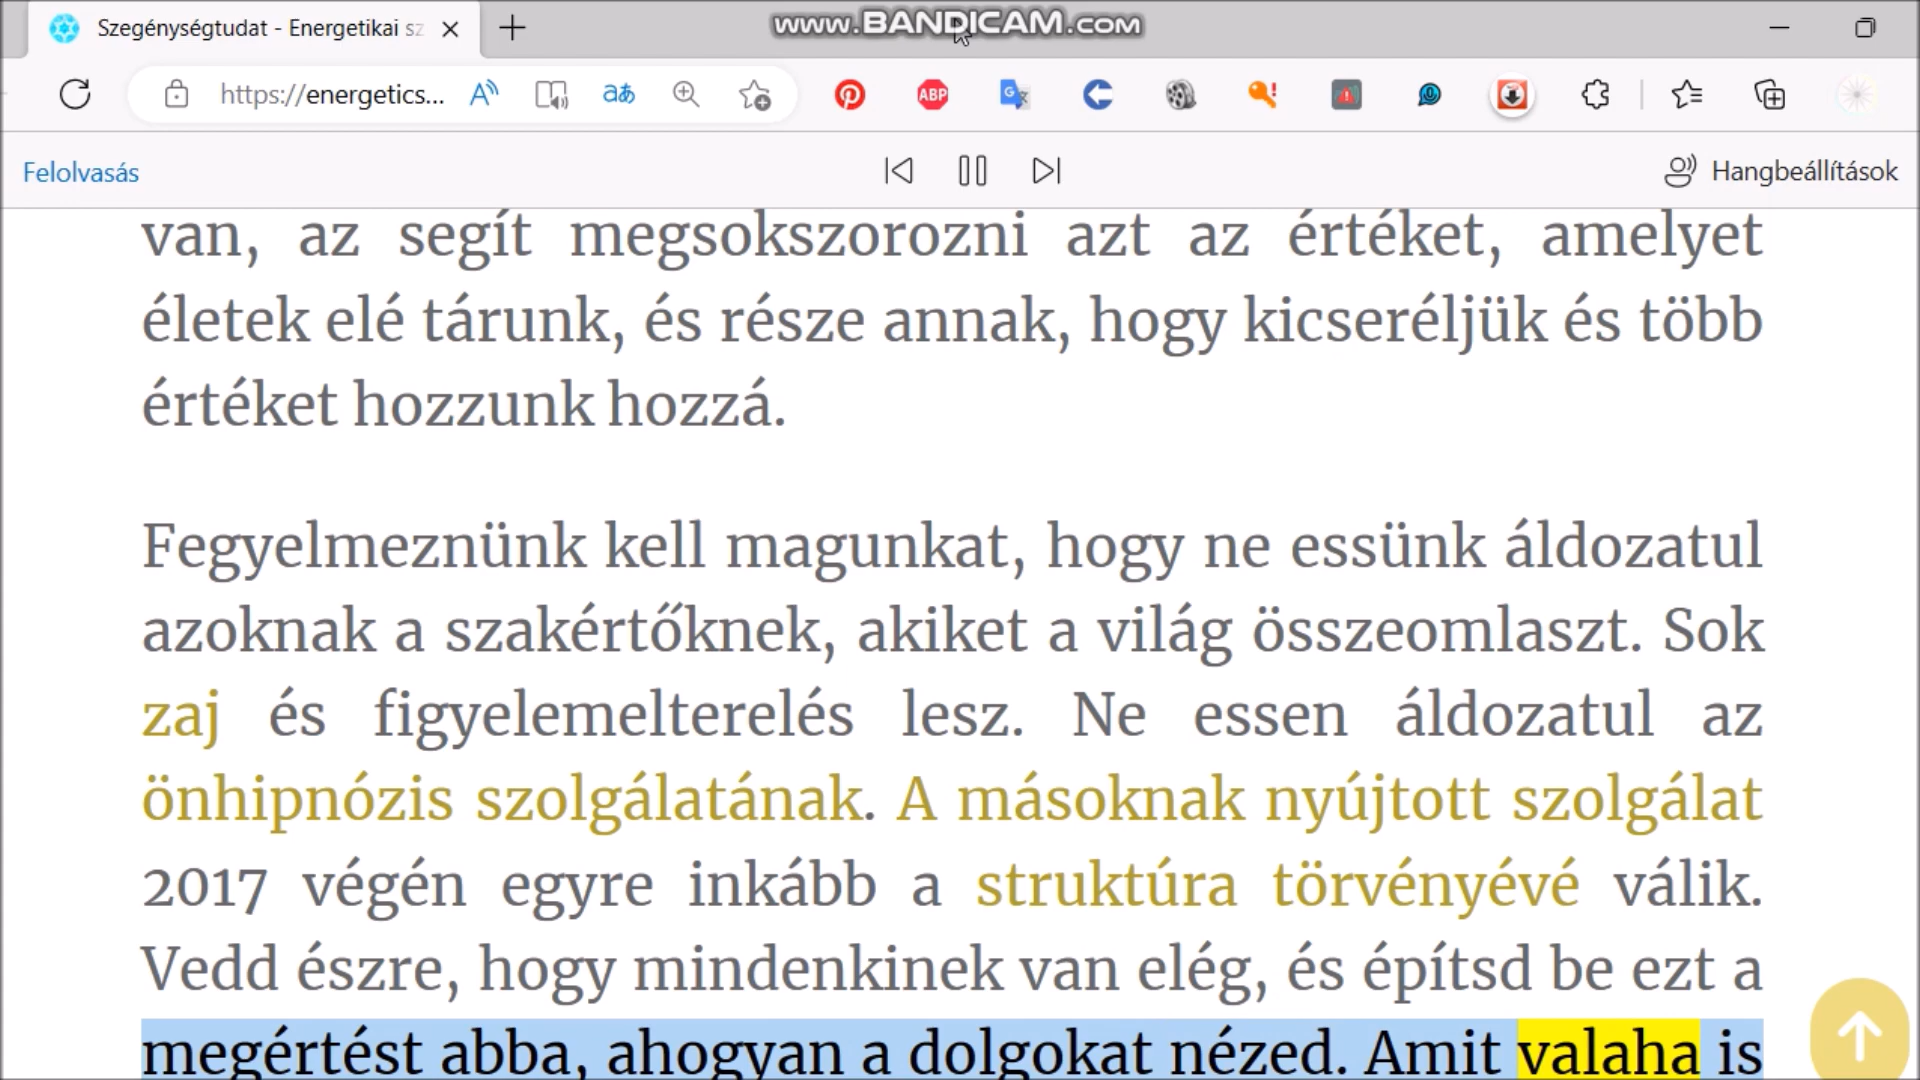 www.BANDICAM.com
Szegénységtudat - Energetikai sz
https://energetics...
Felolvasás
Hangbeállítások
van, az segít megsokszorozni azt az értéket, amelyet
életek elé tárunk, és része annak, hogy kicseréljük és több
értéket hozzunk hozzá.
Fegyelmeznünk kell magunkat, hogy ne essünk áldozatul
azoknak a szakértőknek, akiket a világ összeomlaszt. Sok
zaj és figyelemelterelés lesz. Ne essen áldozatul az
önhipnózis szolgálatának. A másoknak nyújtott szolgálat
2017 végén egyre inkább a struktúra törvényévé válik.
Vedd észre, hogy mindenkinek van elég, és építsd be ezt a
megértést abba, ahogyan a dolgokat nézed. Amit valaha is